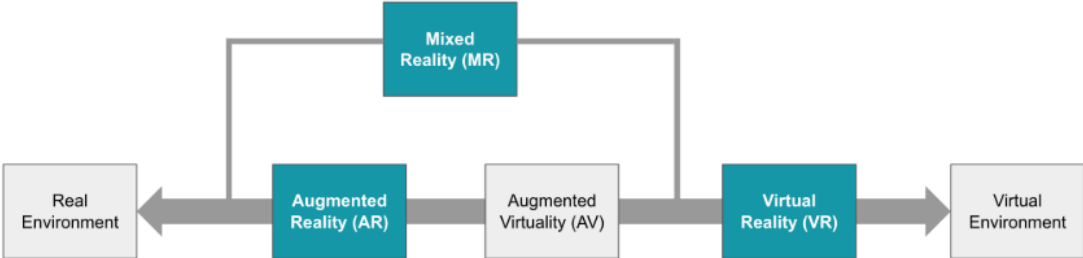 Mixed
Reality (MR)
Real
Environment
Augmented
Reality (AR)
Augmented
Virtuality (AV)
Virtual
Reality (VR)
Virtual
Environment